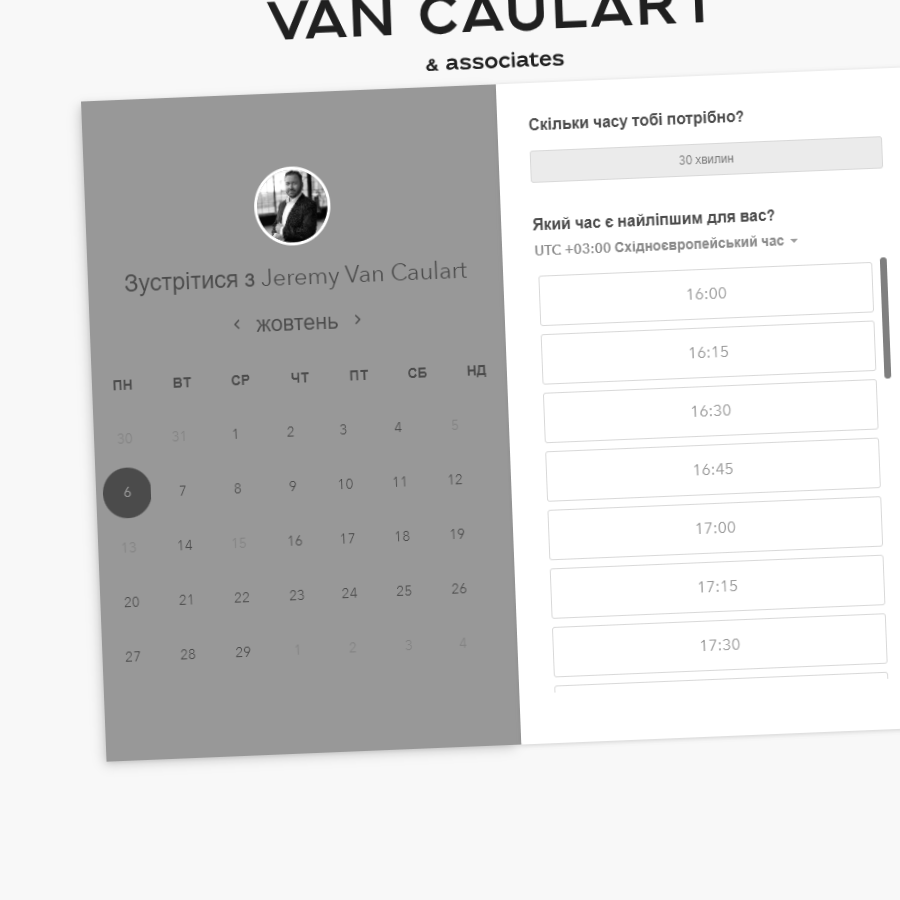 VAN CAULART
& associates
Зустрітися з Jeremy Van Caulart
жовтень
ПН ВТ СР ЧТ ПТ СБ НД
30 31 1 2 3 4 5
6 7 8 9 10 11 12
13 14 15 16 17 18 19
20 21 22 23 24 25 26
27 28 29 1 2 3 4
Скільки часу тобі потрібно?
30 хвилин
Який час є найліпшим для вас?
UTC +03:00 Східноєвропейський час
16:00
16:15
16:30
16:45
17:00
17:15
17:30